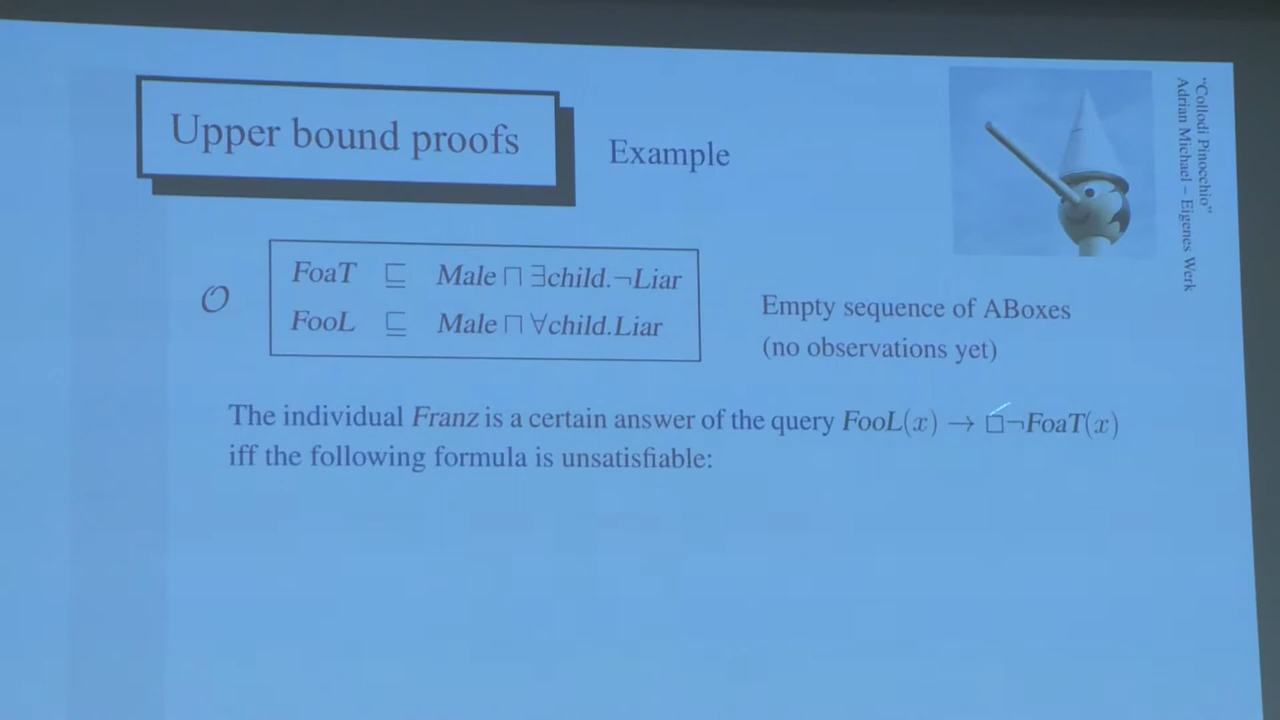 Upper bound proofs
Example
"Collodi Pinocchio"
Adrian Michael – Eigenes Werk
𝒪
FoaT ⊑ Male ⊓ ∃child.¬Liar
FooL ⊑ Male ⊓ ∀child.Liar
Empty sequence of ABoxes
(no observations yet)
The individual Franz is a certain answer of the query FooL(x) → □¬FoaT(x)
iff the following formula is unsatisfiable: